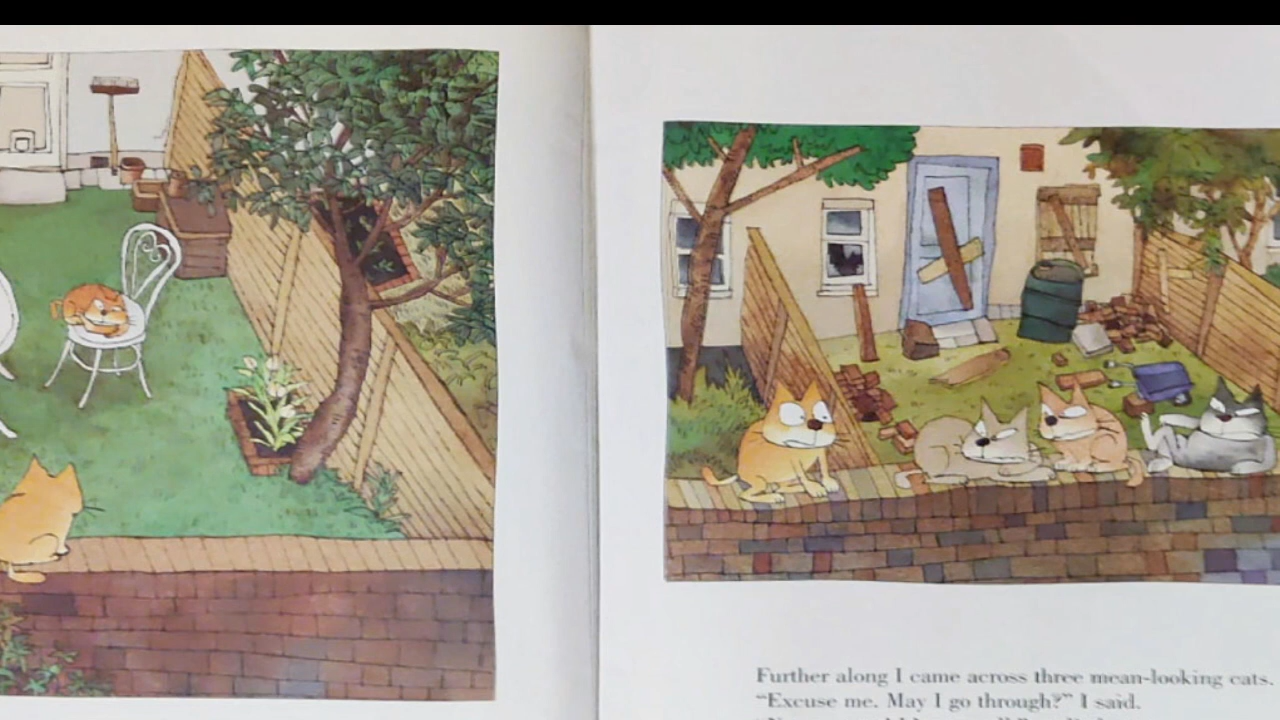 Further along I came across three mean-looking cats.
“Excuse me. May I go through?” I said.